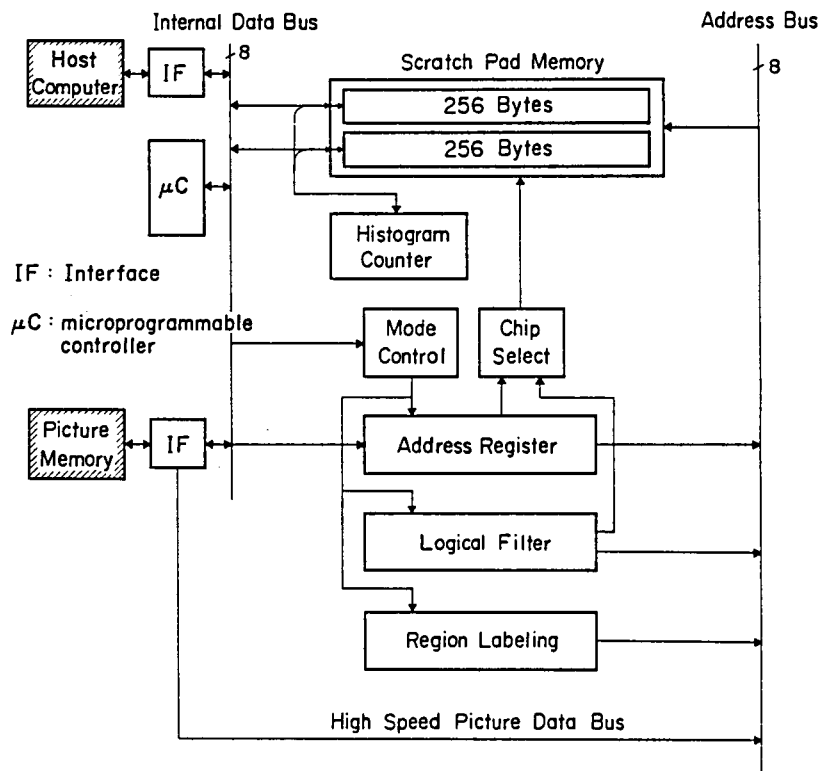 Internal Data Bus
Address Bus
8
8
Host
Computer
IF
Scratch Pad Memory
256 Bytes
256 Bytes
μC
Histogram
Counter
IF : Interface
μC : microprogrammable
controller
Mode
Control
Chip
Select
Picture
Memory
IF
Address Register
Logical Filter
Region Labeling
High Speed Picture Data Bus